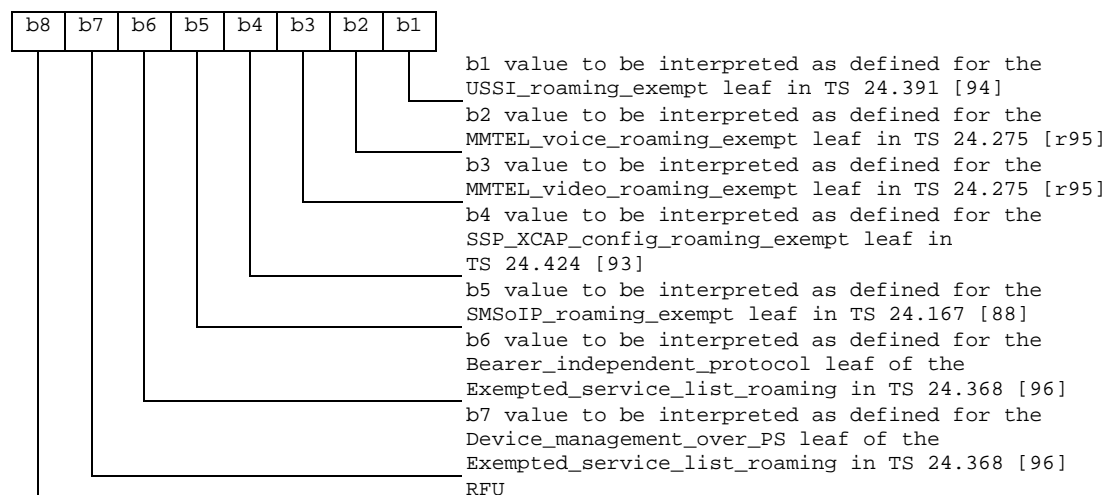 b8 b7 b6 b5 b4 b3 b2 b1
b1 value to be interpreted as defined for the
USSI_roaming_exempt leaf in TS 24.391 [94]
b2 value to be interpreted as defined for the
MMTEL_voice_roaming_exempt leaf in TS 24.275 [r95]
b3 value to be interpreted as defined for the
MMTEL_video_roaming_exempt leaf in TS 24.275 [r95]
b4 value to be interpreted as defined for the
SSP_XCAP_config_roaming_exempt leaf in
TS 24.424 [93]
b5 value to be interpreted as defined for the
SMSoIP_roaming_exempt leaf in TS 24.167 [88]
b6 value to be interpreted as defined for the
Bearer_independent_protocol leaf of the
Exempted_service_list_roaming in TS 24.368 [96]
b7 value to be interpreted as defined for the
Device_management_over_PS leaf of the
Exempted_service_list_roaming in TS 24.368 [96]
RFU